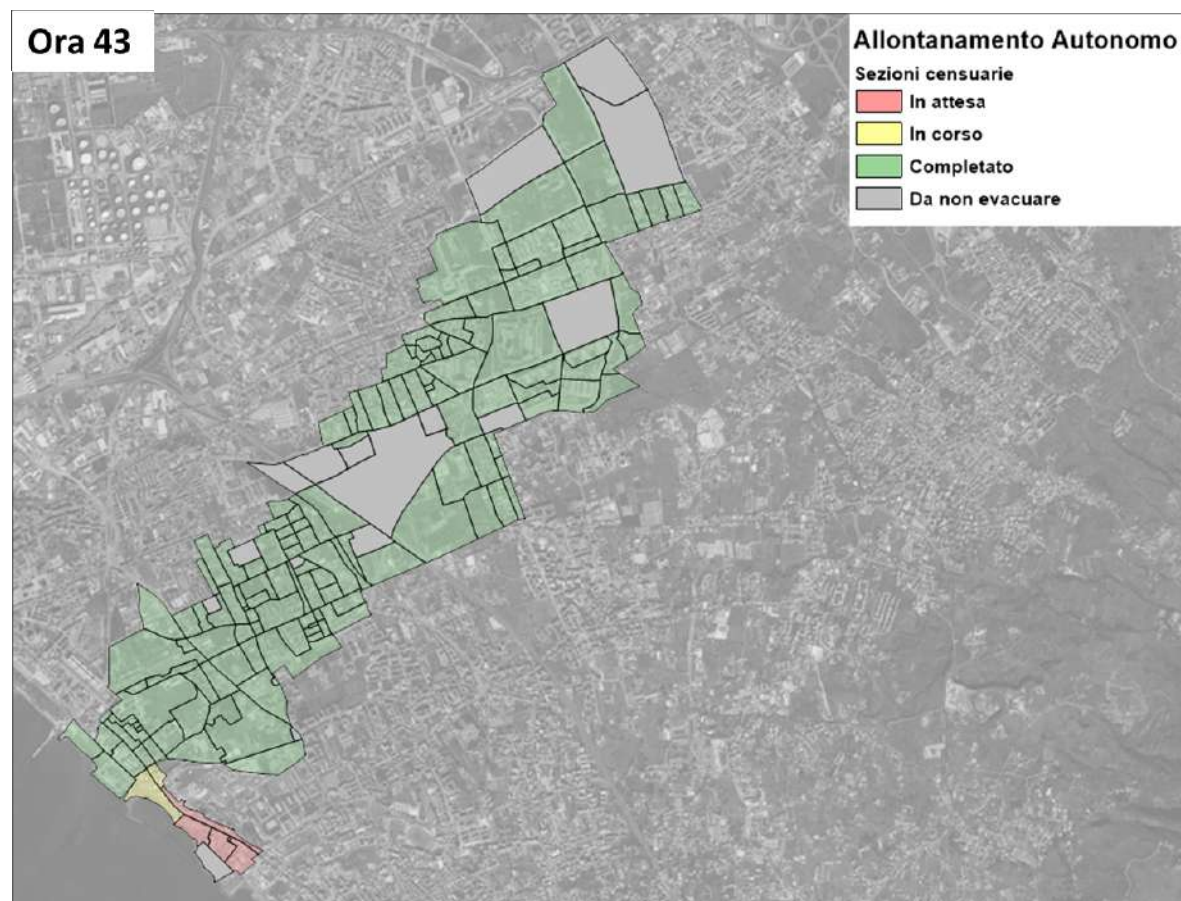 Ora 43
Allontanamento Autonomo
Sezioni censuarie
In attesa
In corso
Completato
Da non evacuare